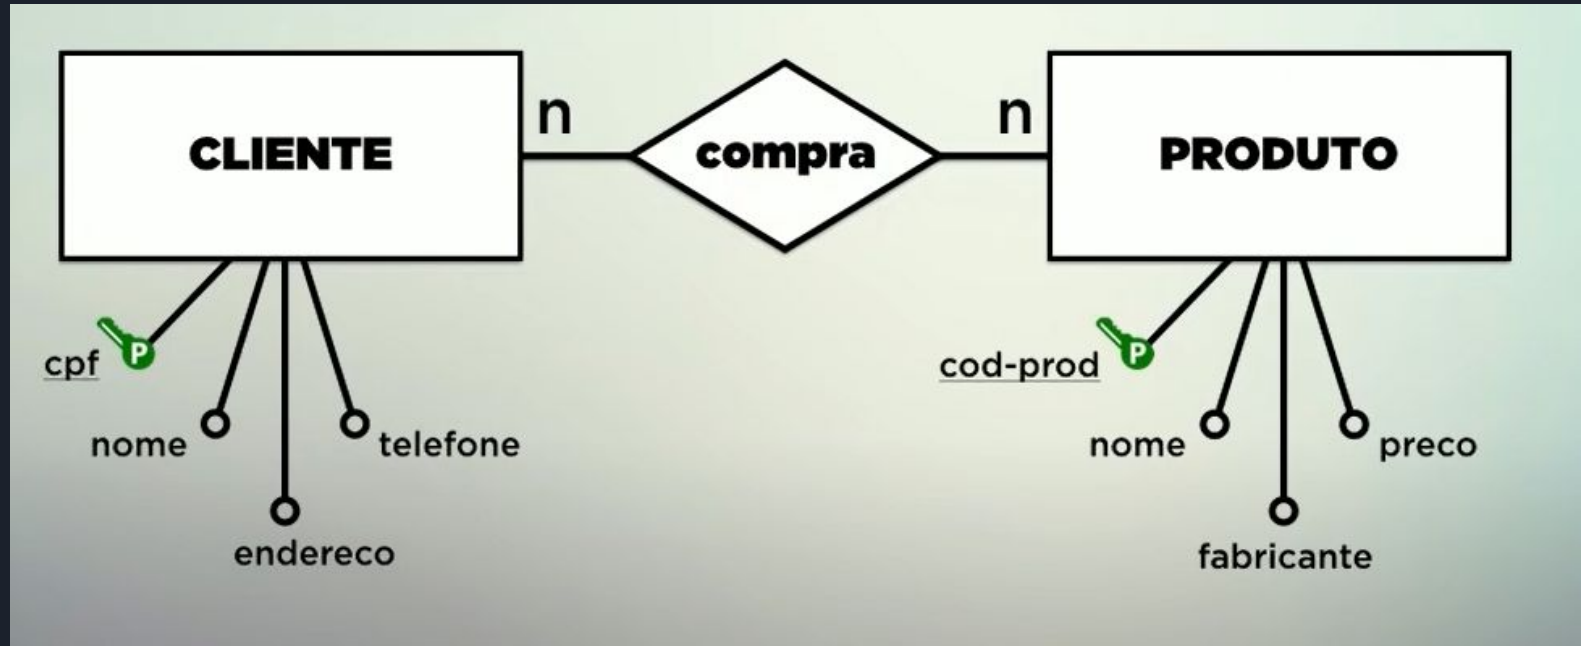 CLIENTE
n
compra
n
PRODUTO
cpf
P
nome
telefone
endereco
cod-prod
P
nome
preco
fabricante